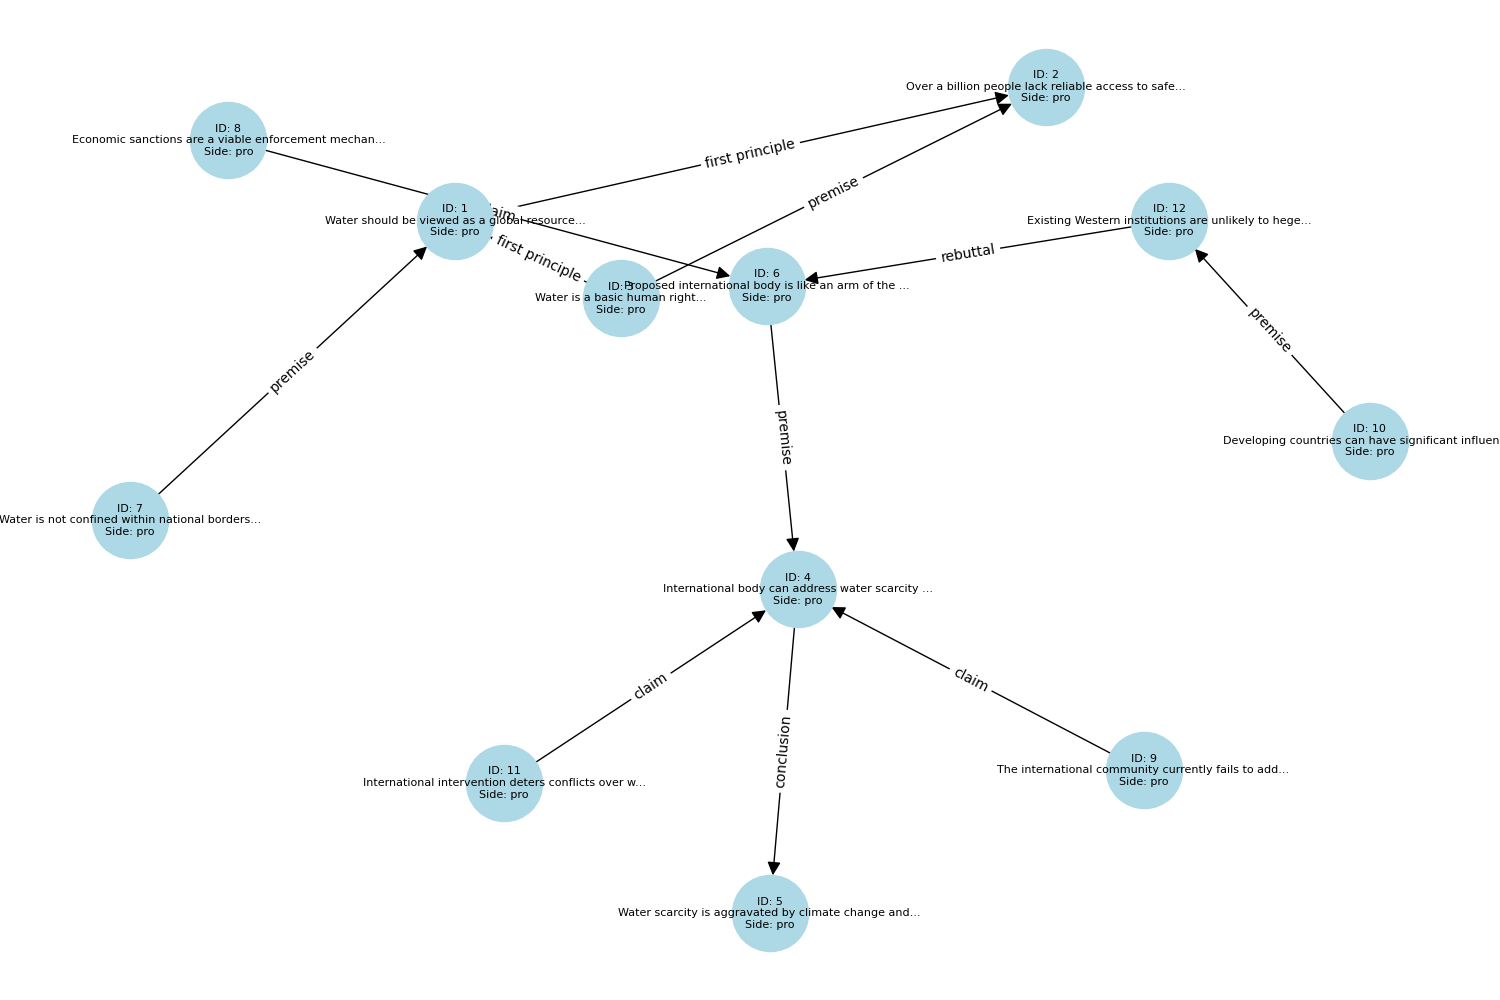 ID: 2
Over a billion people lack reliable access to safe...
Side: pro
ID: 8
Economic sanctions are a viable enforcement mechan...
Side: pro
first principle
premise
ID: 1
Water should be viewed as a global resource...
Side: pro
ID: 12
Existing Western institutions are unlikely to hege...
Side: pro
first principle
rebuttal
ID: 3
Water is a basic human right...
Side: pro
ID: 6
Proposed international body is like an arm of the ...
Side: pro
premise
premise
premise
ID: 10
Developing countries can have significant influen
Side: pro
ID: 7
Water is not confined within national borders...
Side: pro
ID: 4
International body can address water scarcity ...
Side: pro
claim
claim
conclusion
ID: 11
International intervention deters conflicts over w...
Side: pro
ID: 9
The international community currently fails to add...
Side: pro
ID: 5
Water scarcity is aggravated by climate change and...
Side: pro